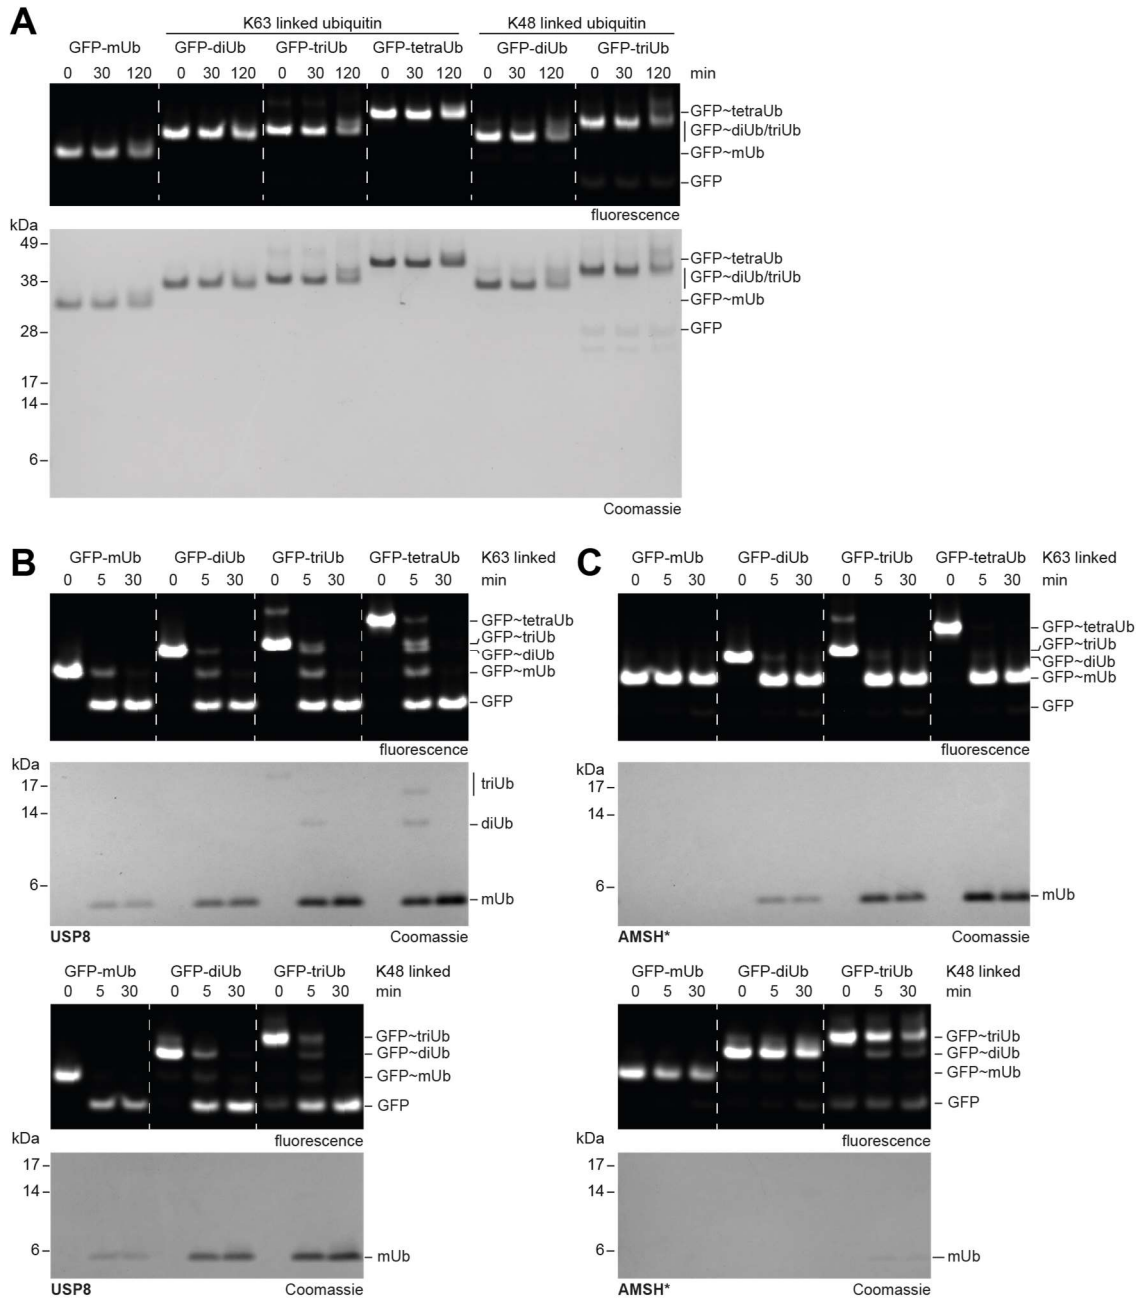 A
K63 linked ubiquitin K48 linked ubiquitin
GFP-mUb GFP-diUb GFP-triUb GFP-tetraUb GFP-diUb GFP-triUb
0 30 120 0 30 120 0 30 120 0 30 120 0 30 120 0 30 120 min
GFP~tetraUb
GFP~diUb/triUb
GFP~mUb
GFP
fluorescence
kDa
49
38
28
17
14
6
GFP~tetraUb
GFP~diUb/triUb
GFP~mUb
GFP
Coomassie
B
GFP-mUb GFP-diUb GFP-triUb GFP-tetraUb K63 linked
0 5 30 0 5 30 0 5 30 0 5 30 min
GFP~tetraUb
GFP~triUb
GFP~diUb
GFP~mUb
GFP
fluorescence
kDa
17
14
6
triUb
diUb
mUb
USP8 Coomassie
GFP-mUb GFP-diUb GFP-triUb K48 linked
0 5 30 0 5 30 0 5 30 min
GFP~triUb
GFP~diUb
GFP~mUb
GFP
fluorescence
kDa
17
14
6
mUb
USP8 Coomassie
C
GFP-mUb GFP-diUb GFP-triUb GFP-tetraUb K63 linked
0 5 30 0 5 30 0 5 30 0 5 30 min
GFP~tetraUb
GFP~triUb
GFP~diUb
GFP~mUb
GFP
fluorescence
kDa
17
14
6
mUb
AMSH* Coomassie
GFP-mUb GFP-diUb GFP-triUb K48 linked
0 5 30 0 5 30 0 5 30 min
GFP~triUb
GFP~diUb
GFP~mUb
GFP
fluorescence
kDa
17
14
6
mUb
AMSH* Coomassie